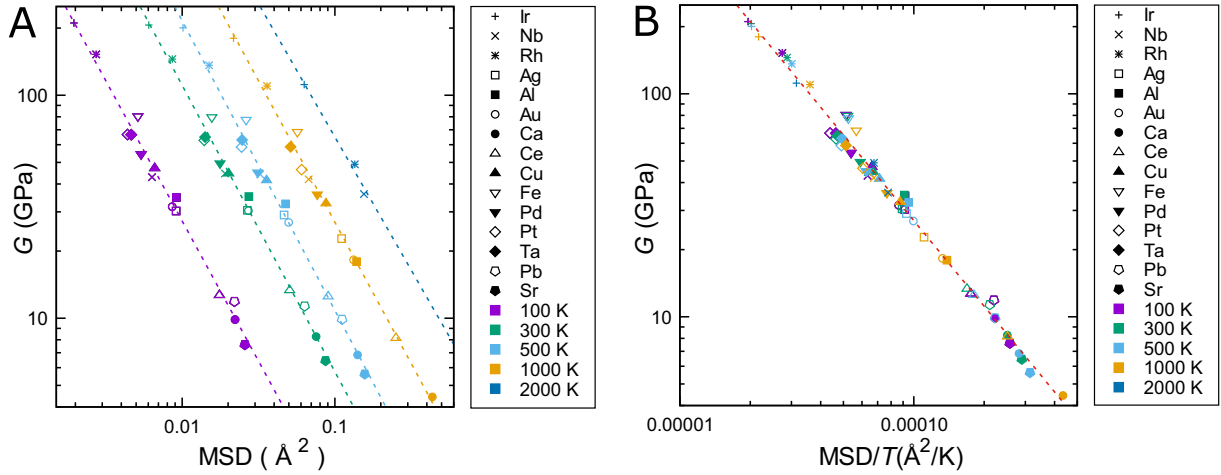 A
G (GPa)
100
10
0.01
0.1
MSD ( Å2)
Ir
Nb
Rh
Ag
Al
Au
Ca
Ce
Cu
Fe
Pd
Pt
Ta
Pb
Sr
100 K
300 K
500 K
1000 K
2000 K
B
G (GPa)
100
10
0.00001
0.00010
MSD/T(Å2/K)
Ir
Nb
Rh
Ag
Al
Au
Ca
Ce
Cu
Fe
Pd
Pt
Ta
Pb
Sr
100 K
300 K
500 K
1000 K
2000 K